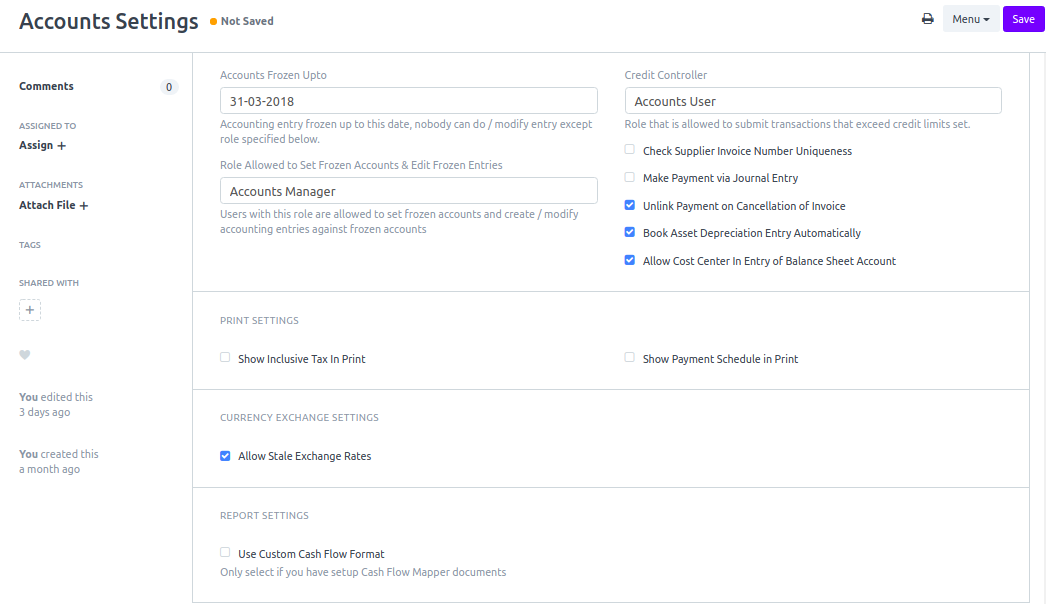 Accounts Settings
Not Saved
Menu
Save
Comments
0
ASSIGNED TO
Assign +
ATTACHMENTS
Attach File +
TAGS
SHARED WITH
+
You edited this
3 days ago
You created this
a month ago
Accounts Frozen Upto
31-03-2018
Accounting entry frozen up to this date, nobody can do / modify entry except
role specified below.
Role Allowed to Set Frozen Accounts & Edit Frozen Entries
Accounts Manager
Users with this role are allowed to set frozen accounts and create / modify
accounting entries against frozen accounts
Credit Controller
Accounts User
Role that is allowed to submit transactions that exceed credit limits set.
Check Supplier Invoice Number Uniqueness
Make Payment via Journal Entry
Unlink Payment on Cancellation of Invoice
Book Asset Depreciation Entry Automatically
Allow Cost Center In Entry of Balance Sheet Account
PRINT SETTINGS
Show Inclusive Tax In Print
Show Payment Schedule in Print
CURRENCY EXCHANGE SETTINGS
Allow Stale Exchange Rates
REPORT SETTINGS
Use Custom Cash Flow Format
Only select if you have setup Cash Flow Mapper documents